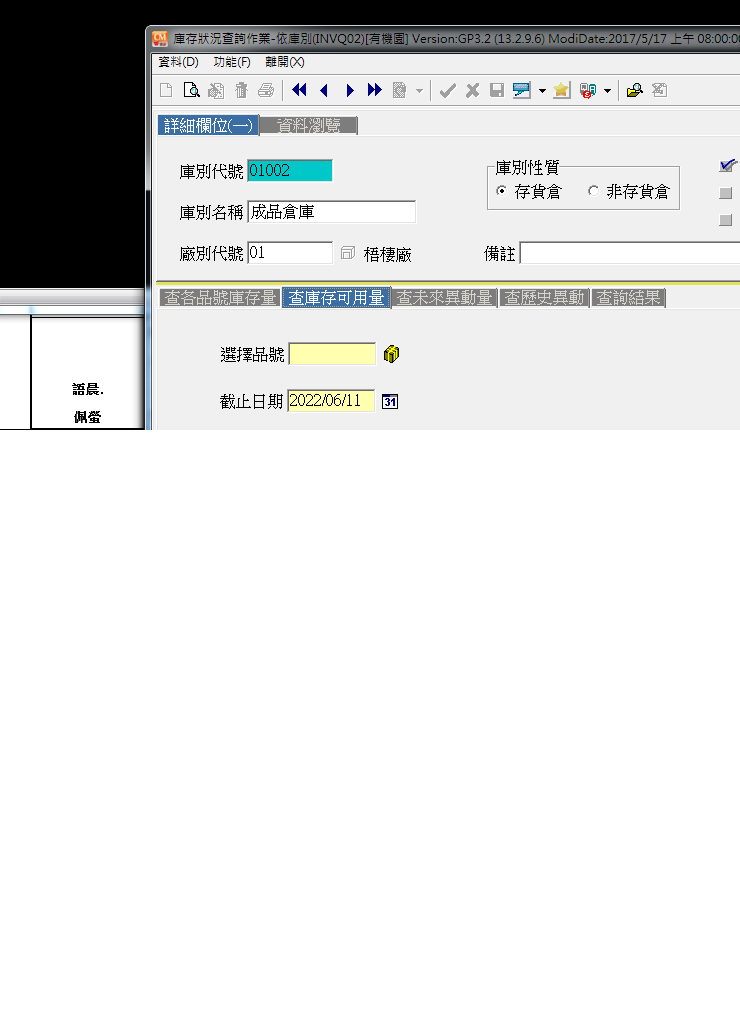 庫存狀況查詢作業-依庫別(INVQ02)[有機園] Version:GP3.2 (13.2.9.6) ModiDate:2017/5/17 上午 08:00:00
資料(D) 功能(F) 離開(X)
詳細欄位(一) 資料瀏覽
庫別代號 01002
庫別性質
存貨倉 非存貨倉
庫別名稱 成品倉庫
廠別代號 01 梧棲廠 備註
查各品號庫存量 查庫存可用量 查未來異動量 查歷史異動 查詢結果
選擇品號
截止日期 2022/06/11 31
語晨.
佩螢